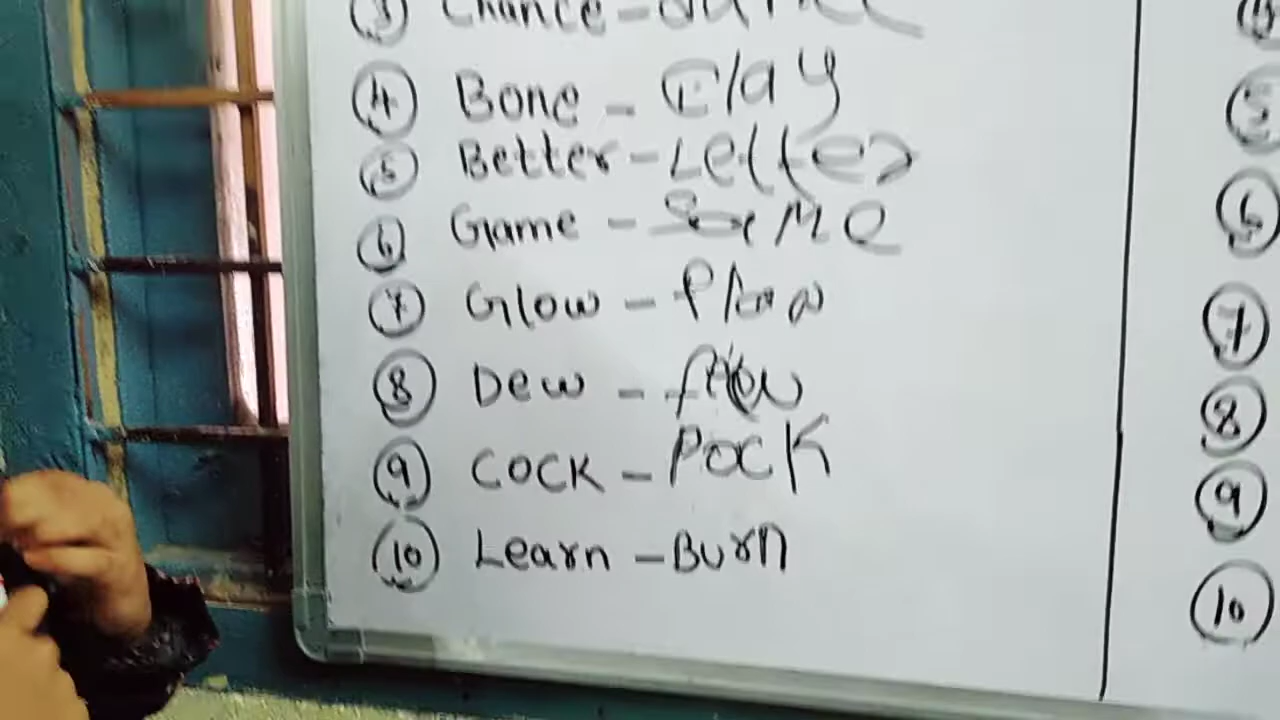 ③ Chance -
④ Bone - Clay
⑤ Better - Letter
⑥ Game - Same
⑦ Glow - Plow
⑧ Dew - few
⑨ COCK - POCK
⑩ Learn - Burn
5
6
7
8
9
10